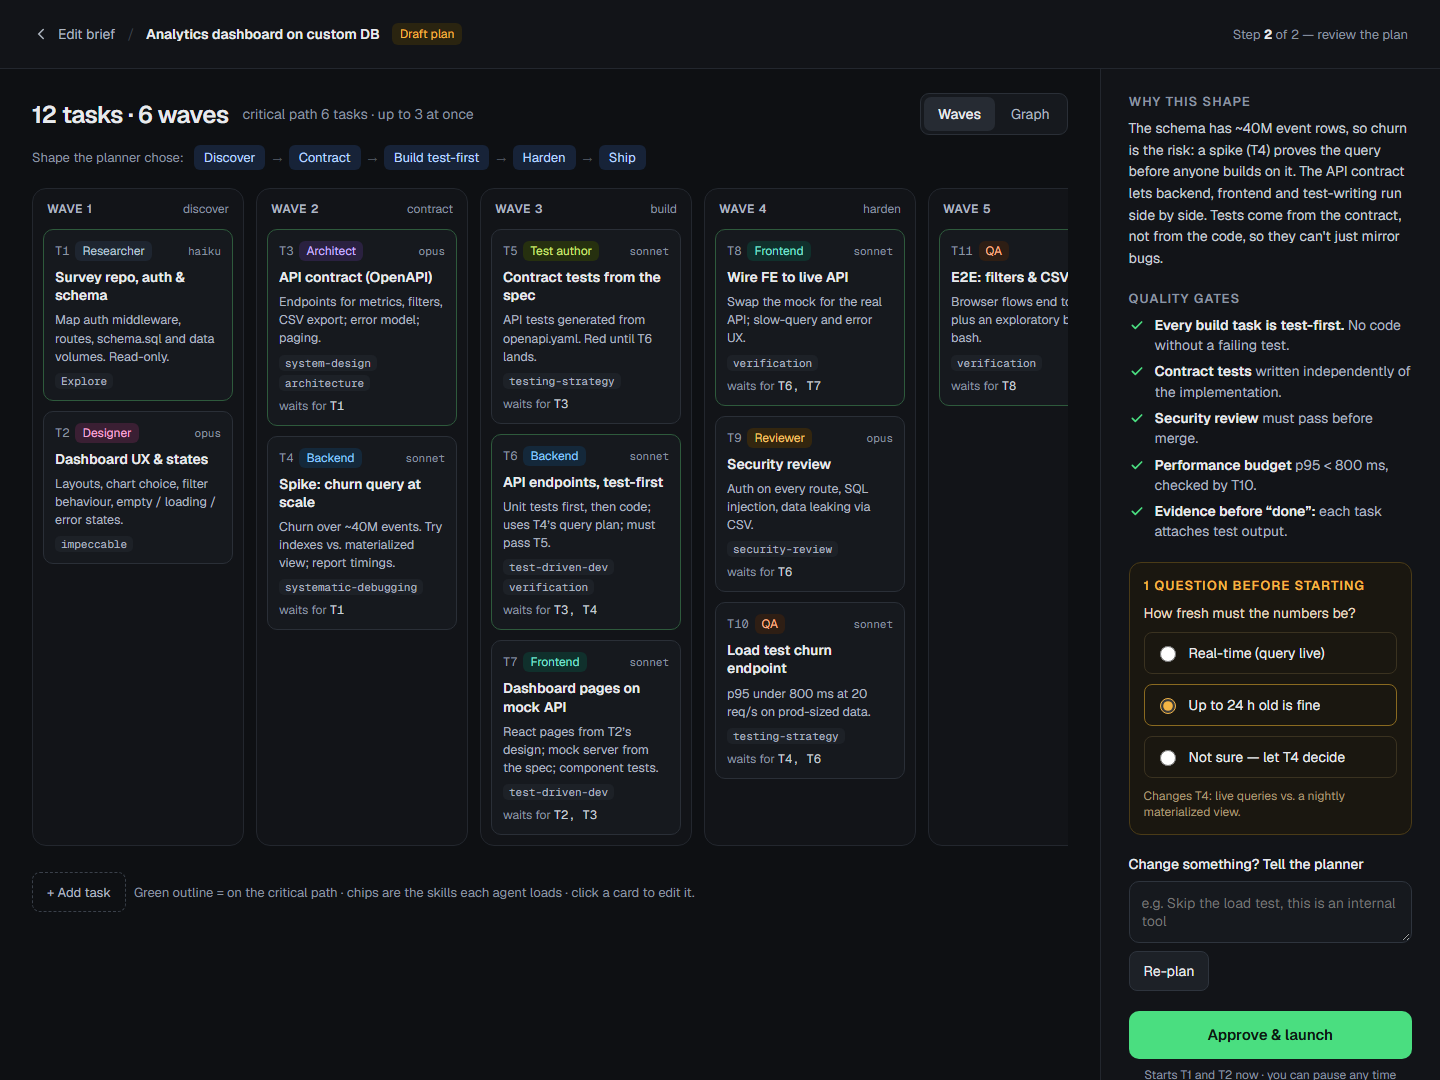 Edit brief / Analytics dashboard on custom DB Draft plan
Step 2 of 2 — review the plan
12 tasks · 6 waves critical path 6 tasks · up to 3 at once
Waves Graph
Shape the planner chose: Discover → Contract → Build test-first → Harden → Ship
WAVE 1 discover
T1 Researcher haiku
Survey repo, auth &
schema
Map auth middleware,
routes, schema.sql and data
volumes. Read-only.
Explore
T2 Designer opus
Dashboard UX & states
Layouts, chart choice, filter
behaviour, empty / loading /
error states.
impeccable
WAVE 2 contract
T3 Architect opus
API contract (OpenAPI)
Endpoints for metrics, filters,
CSV export; error model;
paging.
system-design
architecture
waits for T1
T4 Backend sonnet
Spike: churn query at
scale
Churn over ~40M events. Try
indexes vs. materialized
view; report timings.
systematic-debugging
waits for T1
WAVE 3 build
T5 Test author sonnet
Contract tests from the
spec
API tests generated from
openapi.yaml. Red until T6
lands.
testing-strategy
waits for T3
T6 Backend sonnet
API endpoints, test-first
Unit tests first, then code;
uses T4's query plan; must
pass T5.
test-driven-dev
verification
waits for T3, T4
T7 Frontend sonnet
Dashboard pages on
mock API
React pages from T2's
design; mock server from
the spec; component tests.
test-driven-dev
waits for T2, T3
WAVE 4 harden
T8 Frontend sonnet
Wire FE to live API
Swap the mock for the real
API; slow-query and error
UX.
verification
waits for T6, T7
T9 Reviewer opus
Security review
Auth on every route, SQL
injection, data leaking via
CSV.
security-review
waits for T6
T10 QA sonnet
Load test churn
endpoint
p95 under 800 ms at 20
req/s on prod-sized data.
testing-strategy
waits for T4, T6
WAVE 5
T11 QA
E2E: filters & CSV
Browser flows end to
plus an exploratory b
bash.
verification
waits for T8
+ Add task Green outline = on the critical path · chips are the skills each agent loads · click a card to edit it.
WHY THIS SHAPE
The schema has ~40M event rows, so churn
is the risk: a spike (T4) proves the query
before anyone builds on it. The API contract
lets backend, frontend and test-writing run
side by side. Tests come from the contract,
not from the code, so they can't just mirror
bugs.
QUALITY GATES
Every build task is test-first. No code
without a failing test.
Contract tests written independently of
the implementation.
Security review must pass before
merge.
Performance budget p95 < 800 ms,
checked by T10.
Evidence before “done”: each task
attaches test output.
1 QUESTION BEFORE STARTING
How fresh must the numbers be?
Real-time (query live)
Up to 24 h old is fine
Not sure — let T4 decide
Changes T4: live queries vs. a nightly
materialized view.
Change something? Tell the planner
e.g. Skip the load test, this is an internal
tool
Re-plan
Approve & launch
Starts T1 and T2 now · you can pause any time